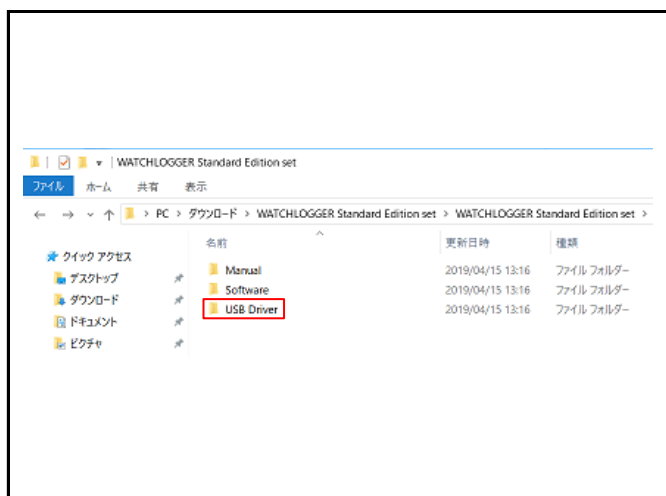 WATCHLOGGER Standard Edition set
ファイル ホーム 共有 表示
PC > ダウンロード > WATCHLOGGER Standard Edition set > WATCHLOGGER Standard Edition set >
名前 更新日時 種類
クイック アクセス
デスクトップ
ダウンロード
ドキュメント
ピクチャ
Manual 2019/04/15 13:16 ファイル フォルダー
Software 2019/04/15 13:16 ファイル フォルダー
USB Driver 2019/04/15 13:16 ファイル フォルダー